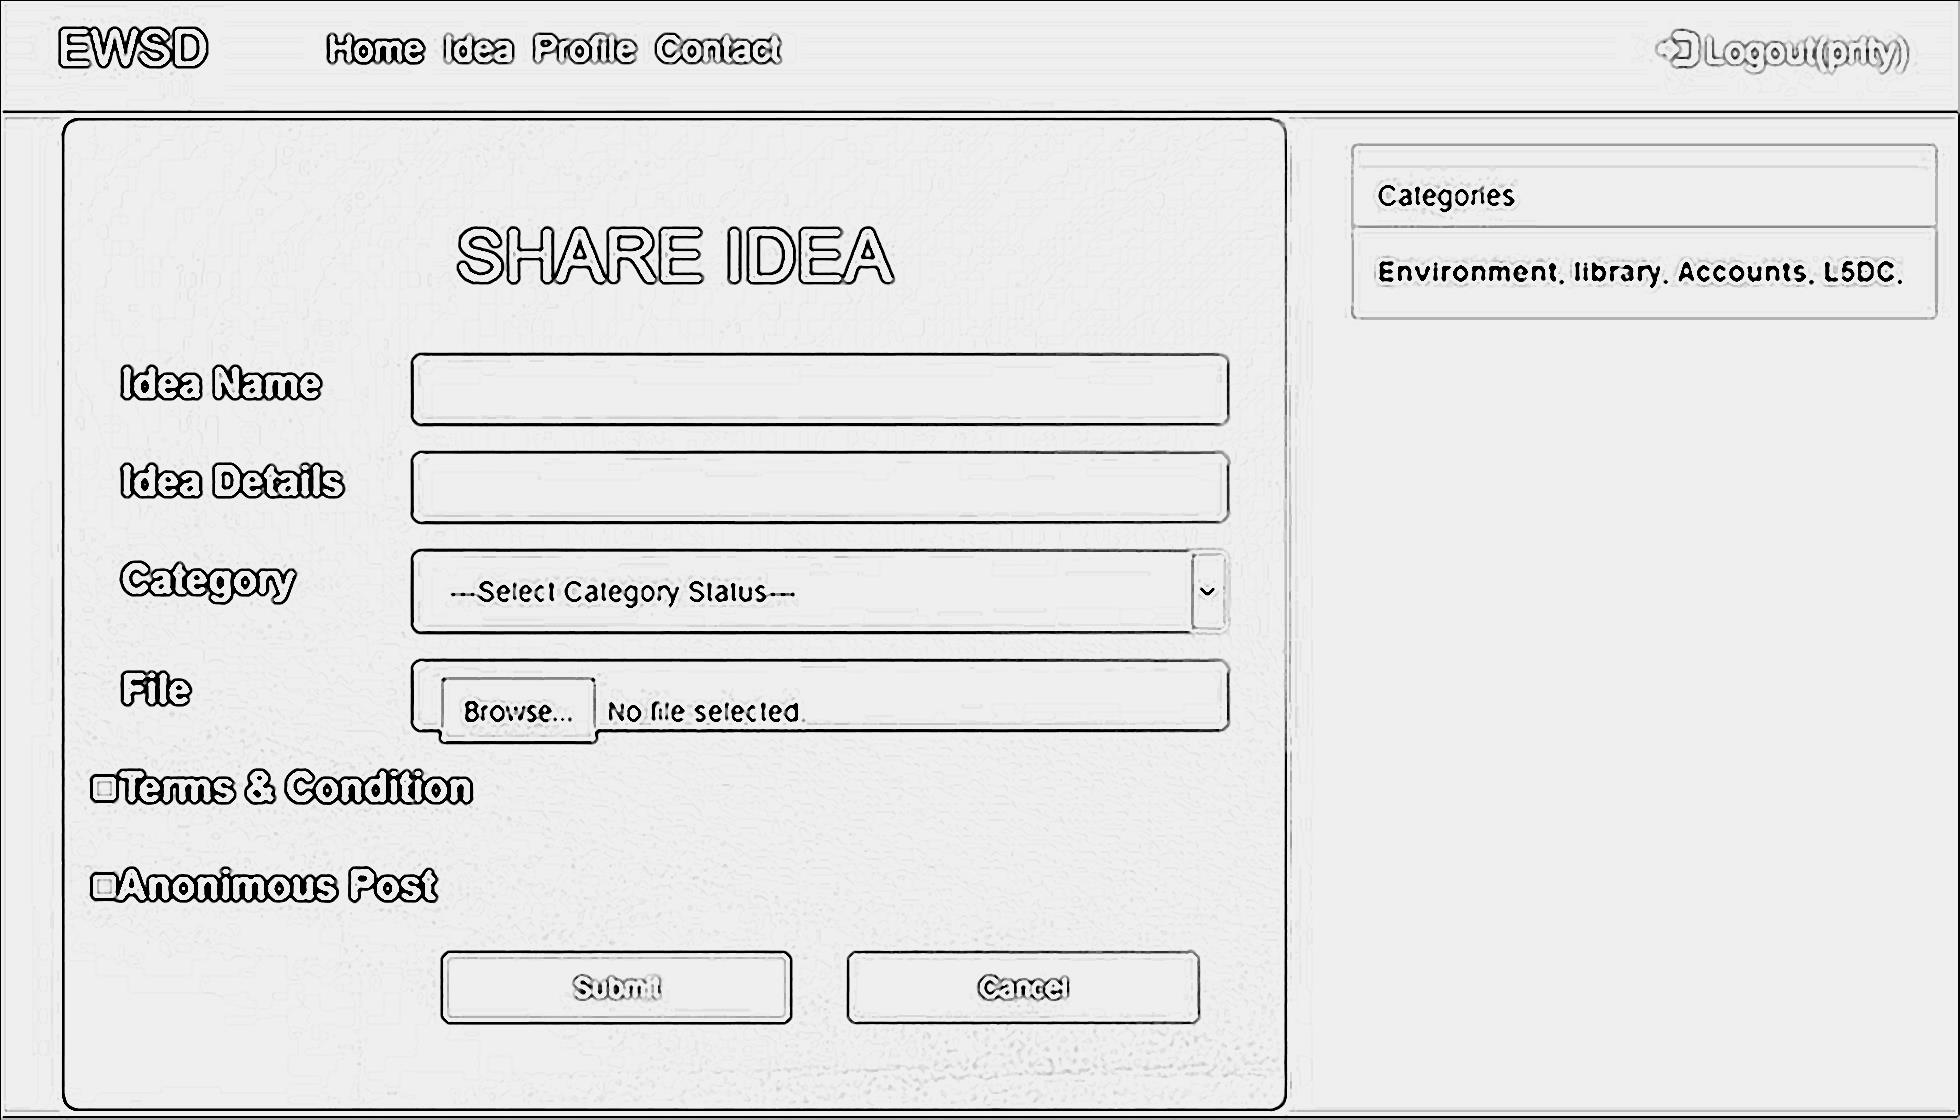 EWSD Home Idea Profile Contact Logout(prity)
SHARE IDEA
Idea Name
Idea Details
Category ---Select Category Status---
File Browse... No file selected.
Terms & Condition
Anonimous Post
Submit Cancel
Categories
Environment, library, Accounts, L5DC,